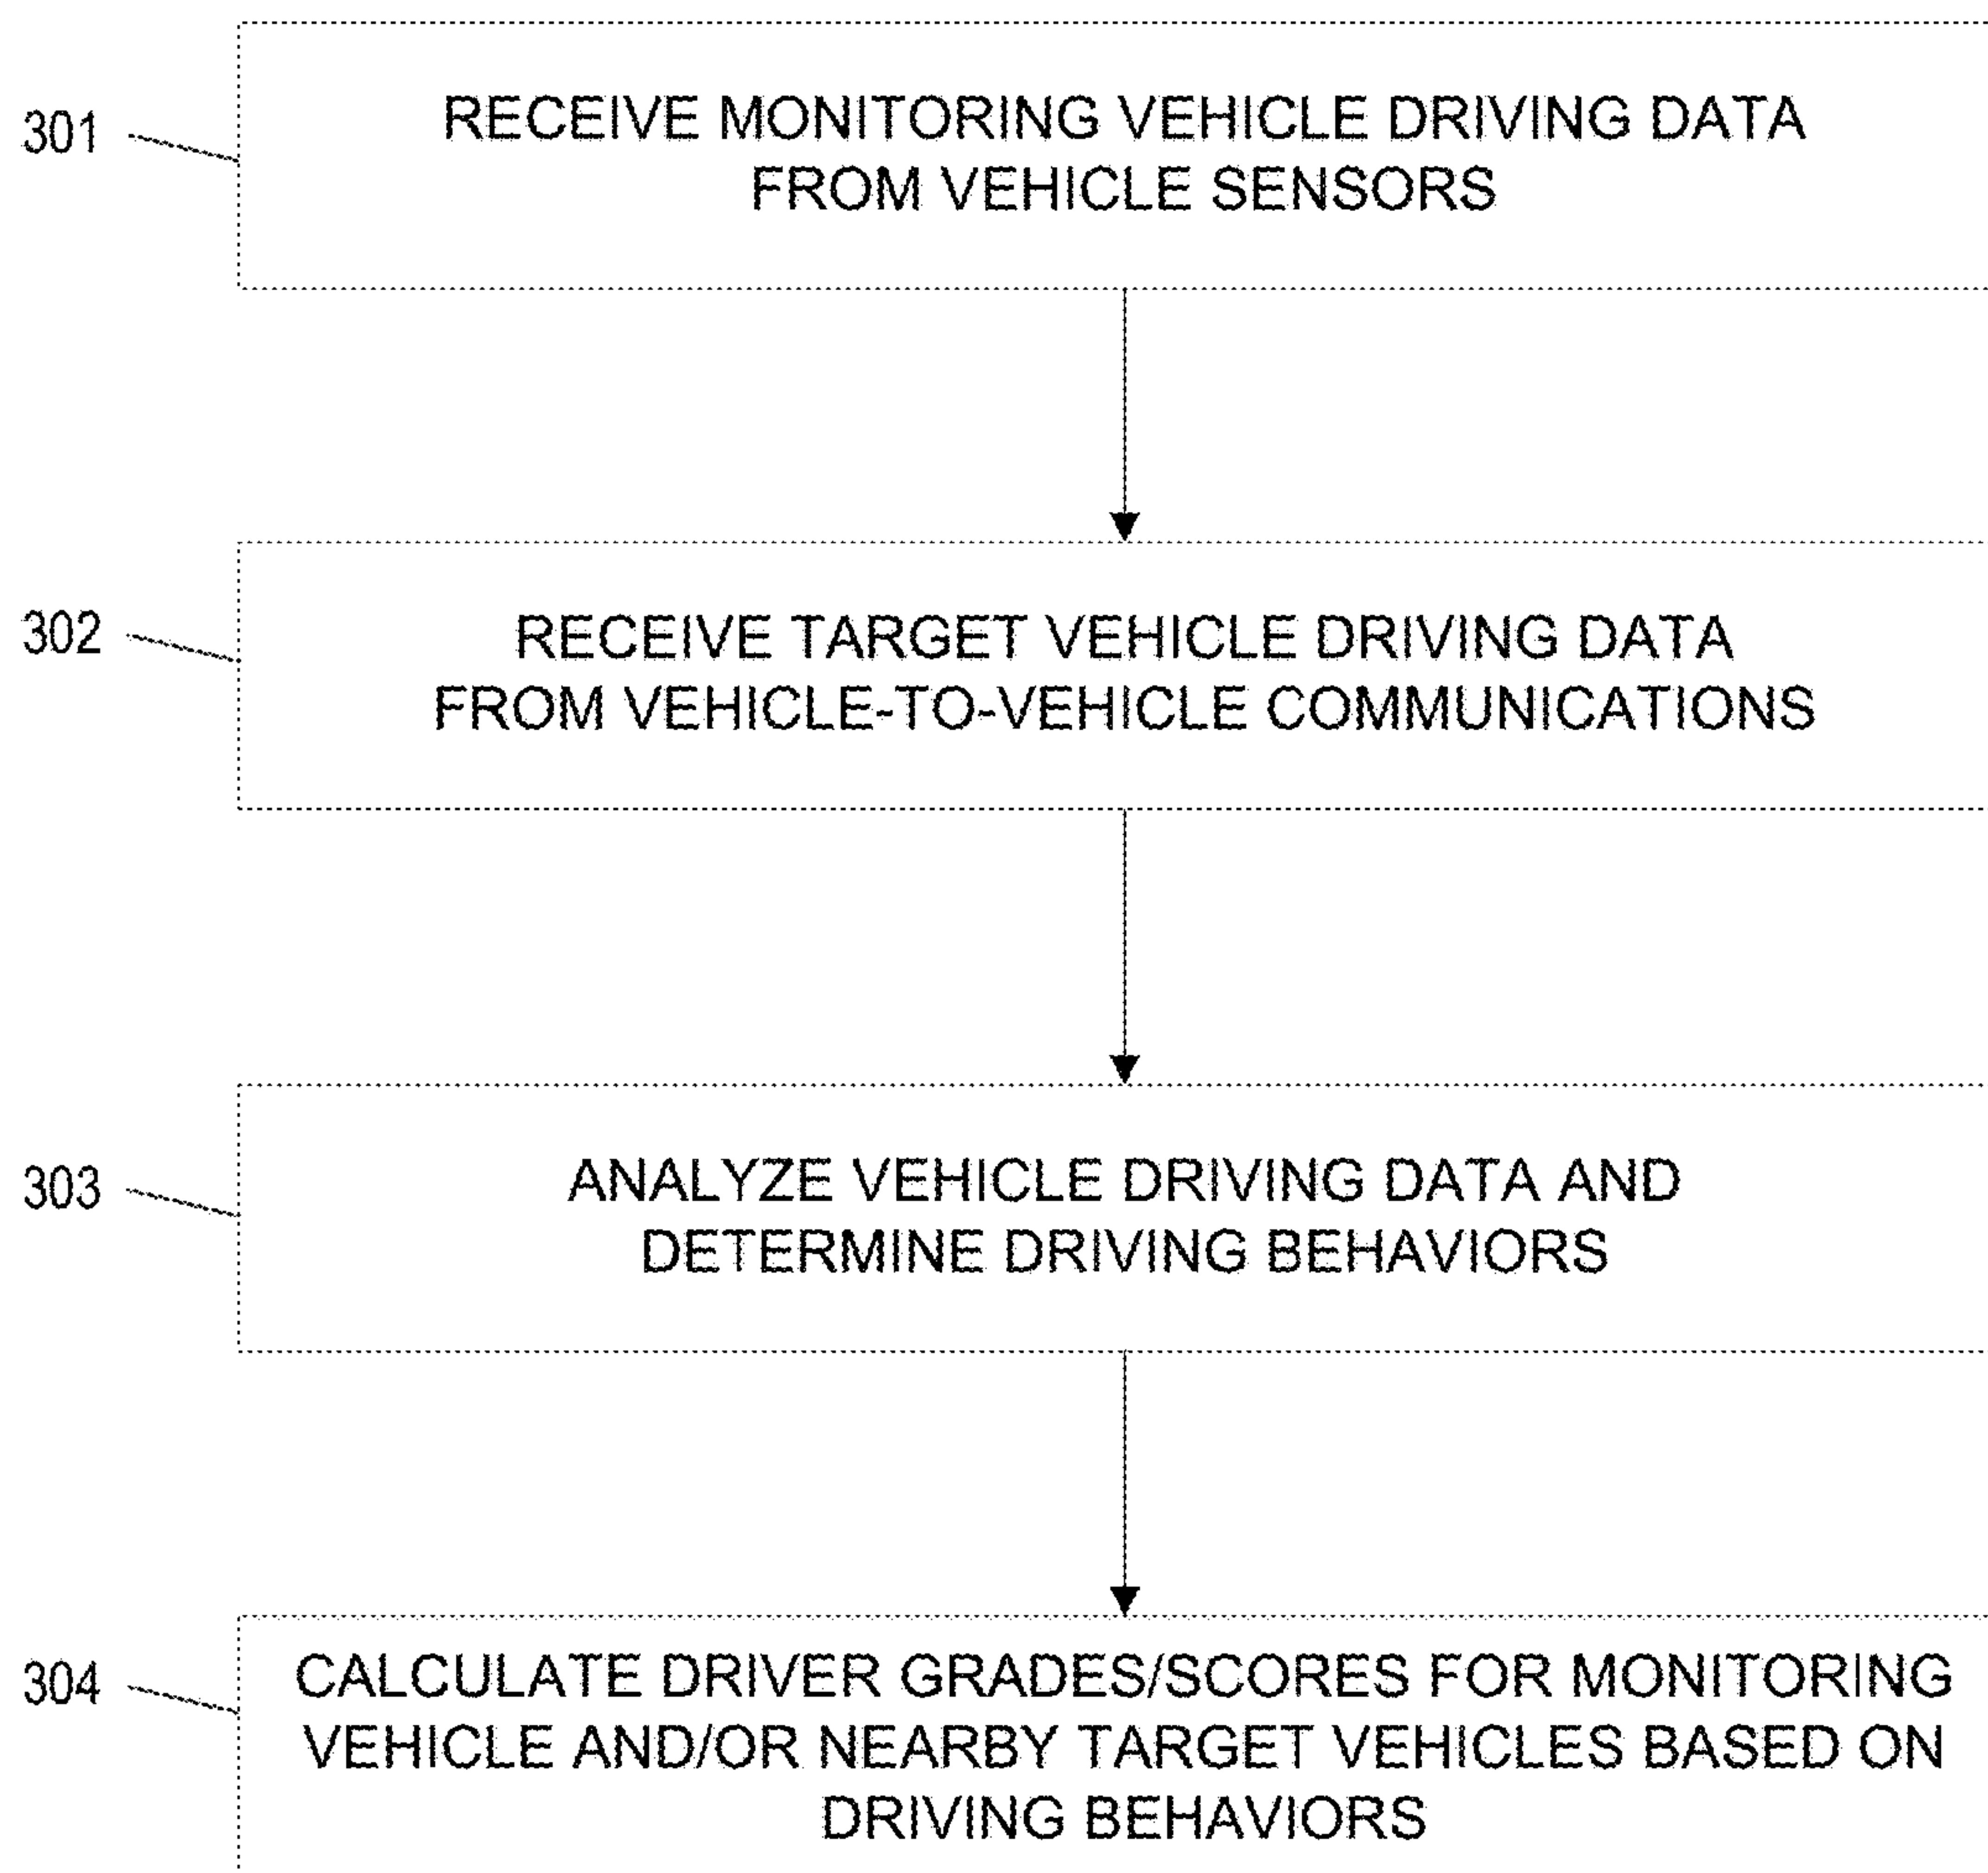 301
RECEIVE MONITORING VEHICLE DRIVING DATA
FROM VEHICLE SENSORS
302
RECEIVE TARGET VEHICLE DRIVING DATA
FROM VEHICLE-TO-VEHICLE COMMUNICATIONS
303
ANALYZE VEHICLE DRIVING DATA AND
DETERMINE DRIVING BEHAVIORS
304
CALCULATE DRIVER GRADES/SCORES FOR MONITORING
VEHICLE AND/OR NEARBY TARGET VEHICLES BASED ON
DRIVING BEHAVIORS